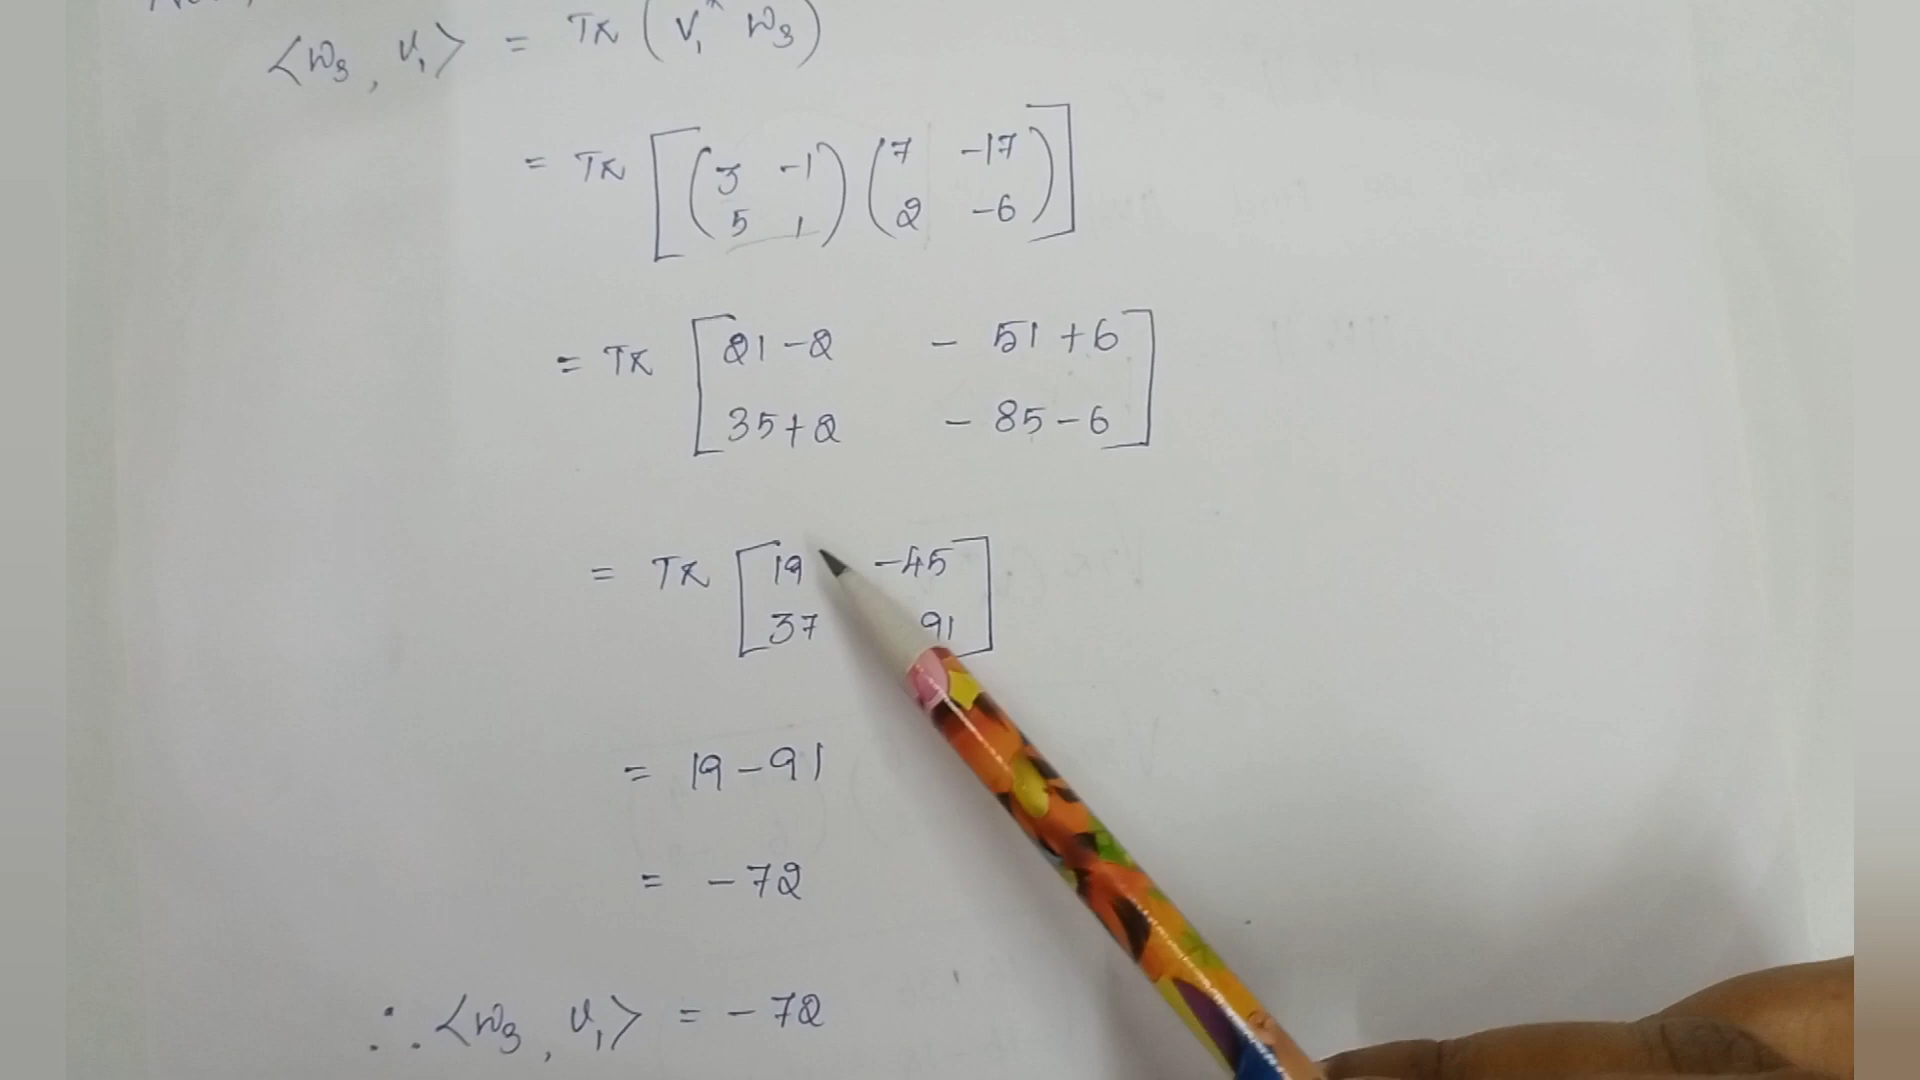 ⟨w₃, v₁⟩ = Tr (v₁* w₃)
= Tr [(3 -1 5 1) (7 -17 2 -6)]
= Tr [21-2 -51+6
35+2 -85-6]
= Tr [19 -45
37 91]
= 19-91
= -72
∴ ⟨w₃, v₁⟩ = -72